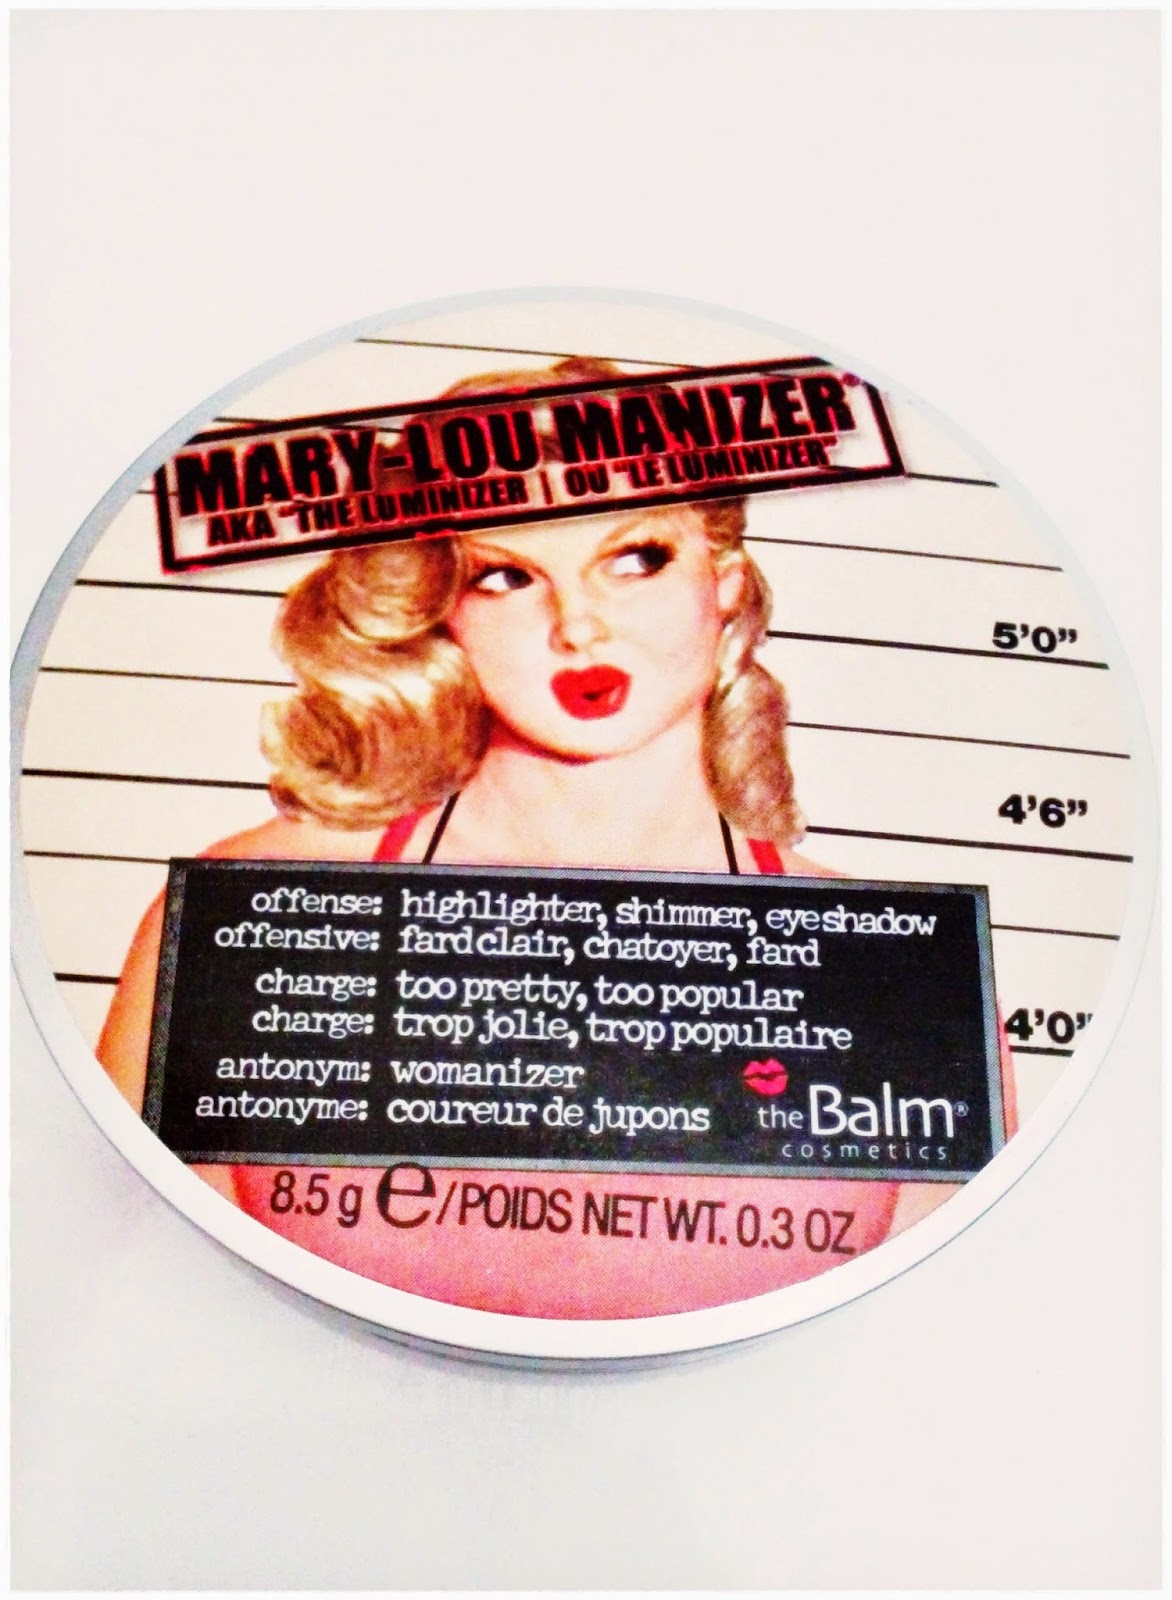 MARY-LOU MANIZER®
AKA "THE LUMINIZER | OU "LE LUMINIZER"
5'0"
4'6"
4'0"
offense: highlighter, shimmer, eyeshadow
offensive: fard clair, chatoyer, fard
charge: too pretty, too popular
charge: trop jolie, trop populaire
antonym: womanizer
antonyme: coureur de jupons
theBalm®
cosmetics
8.5 g e/POIDS NET WT. 0.3 OZ